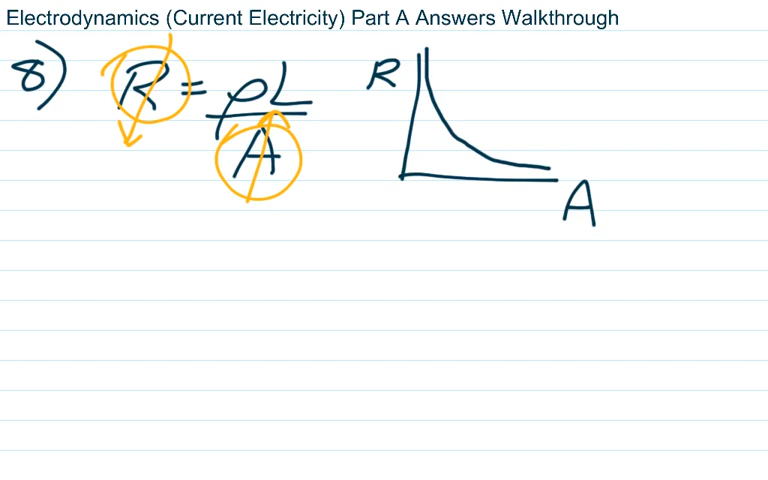 Electrodynamics (Current Electricity) Part A Answers Walkthrough
8) R = ρL
A
R
A